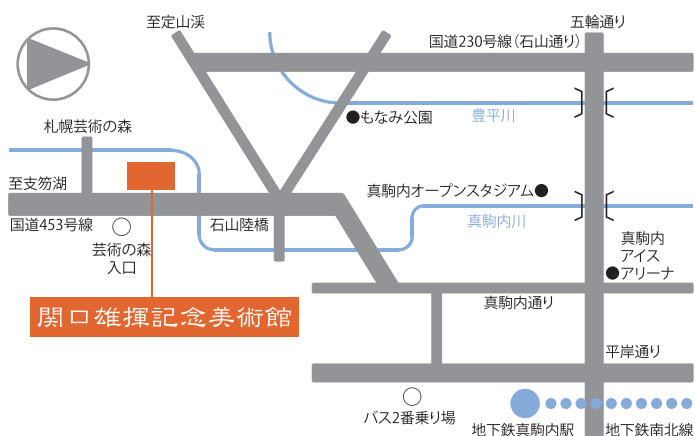 至定山渓
五輪通り
国道230号線(石山通り)
もなみ公園
豊平川
札幌芸術の森
至支笏湖
真駒内オープンスタジアム
国道453号線
石山陸橋
真駒内川
芸術の森
入口
真駒内
アイス
アリーナ
真駒内通り
関口雄揮記念美術館
平岸通り
バス2番乗り場
地下鉄真駒内駅
地下鉄南北線